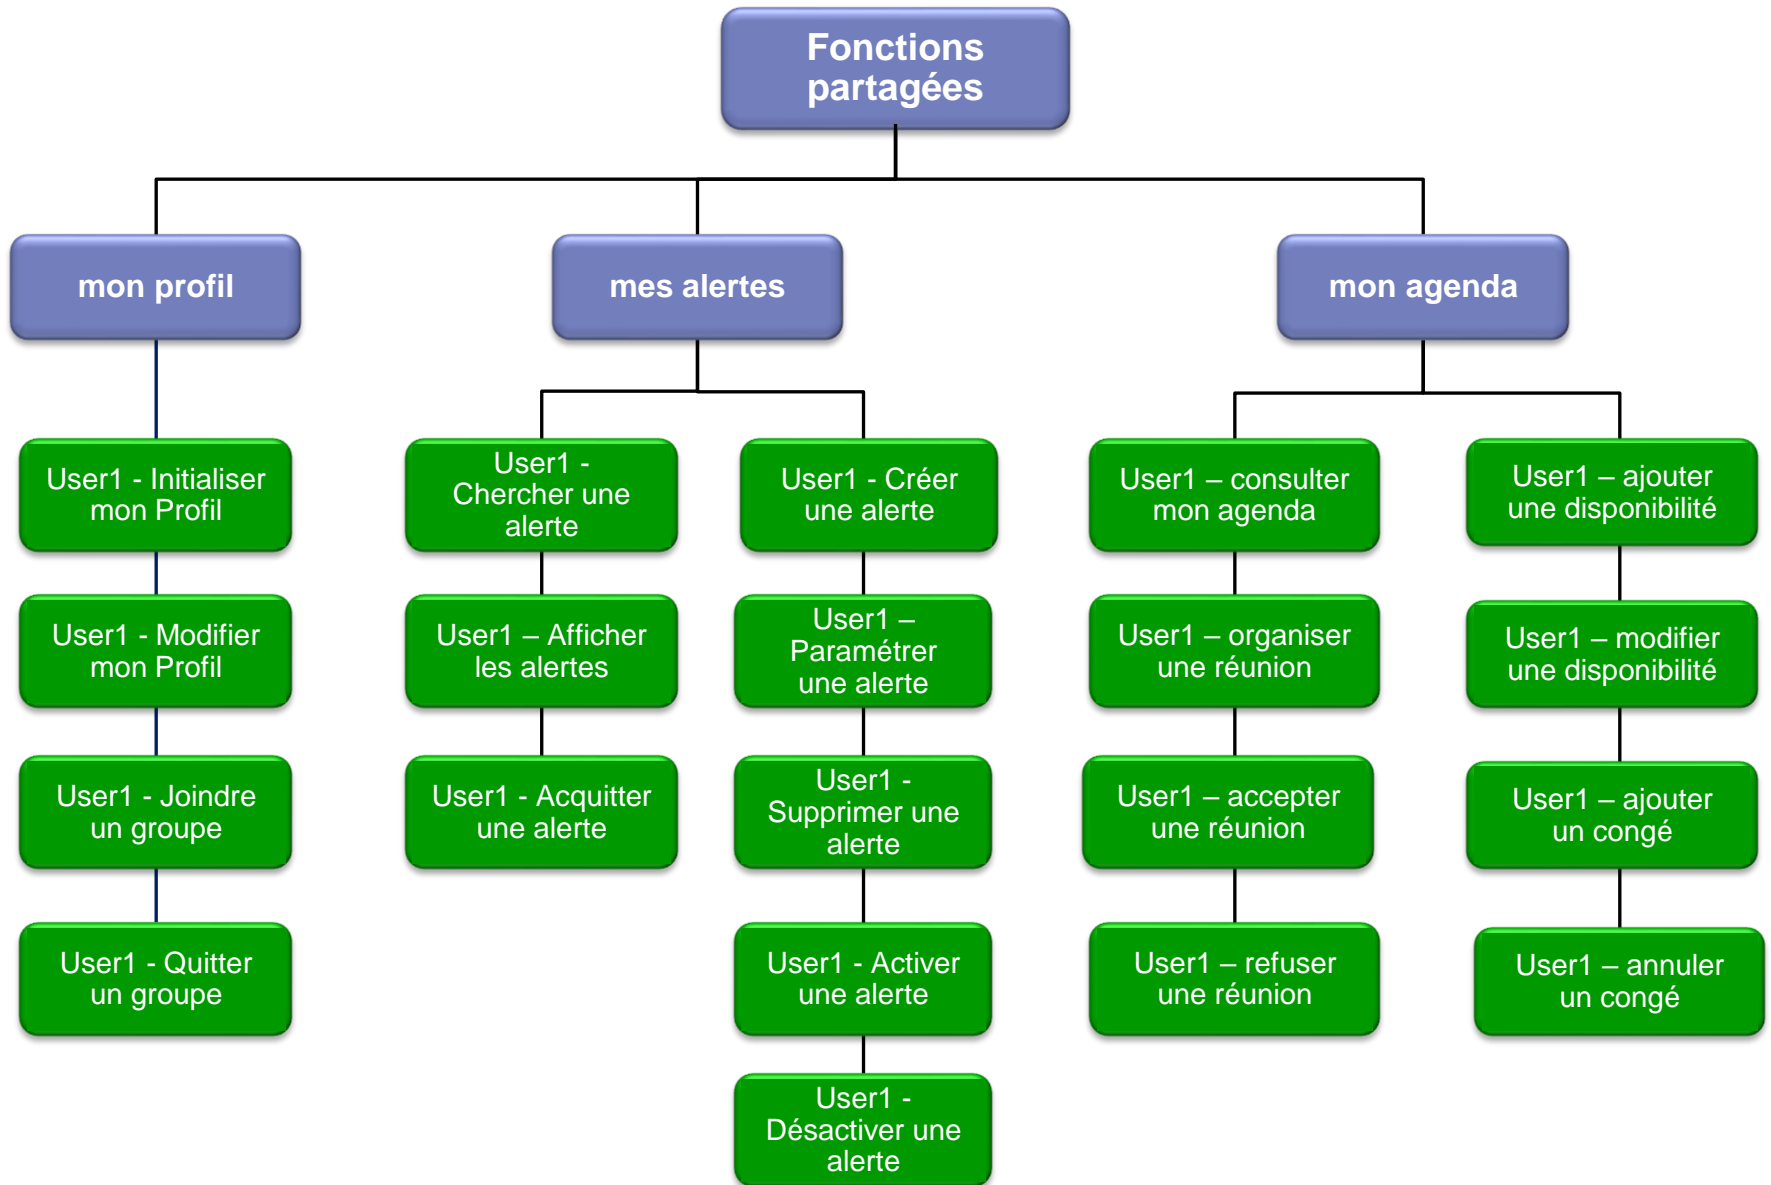 Fonctions
partagées
mon profil
mes alertes
mon agenda
User1 - Initialiser
mon Profil
User1 - Modifier
mon Profil
User1 - Joindre
un groupe
User1 - Quitter
un groupe
User1 -
Chercher une
alerte
User1 – Afficher
les alertes
User1 - Acquitter
une alerte
User1 - Créer
une alerte
User1 –
Paramétrer
une alerte
User1 -
Supprimer une
alerte
User1 - Activer
une alerte
User1 -
Désactiver une
alerte
User1 – consulter
mon agenda
User1 – organiser
une réunion
User1 – accepter
une réunion
User1 – refuser
une réunion
User1 – ajouter
une disponibilité
User1 – modifier
une disponibilité
User1 – ajouter
un congé
User1 – annuler
un congé